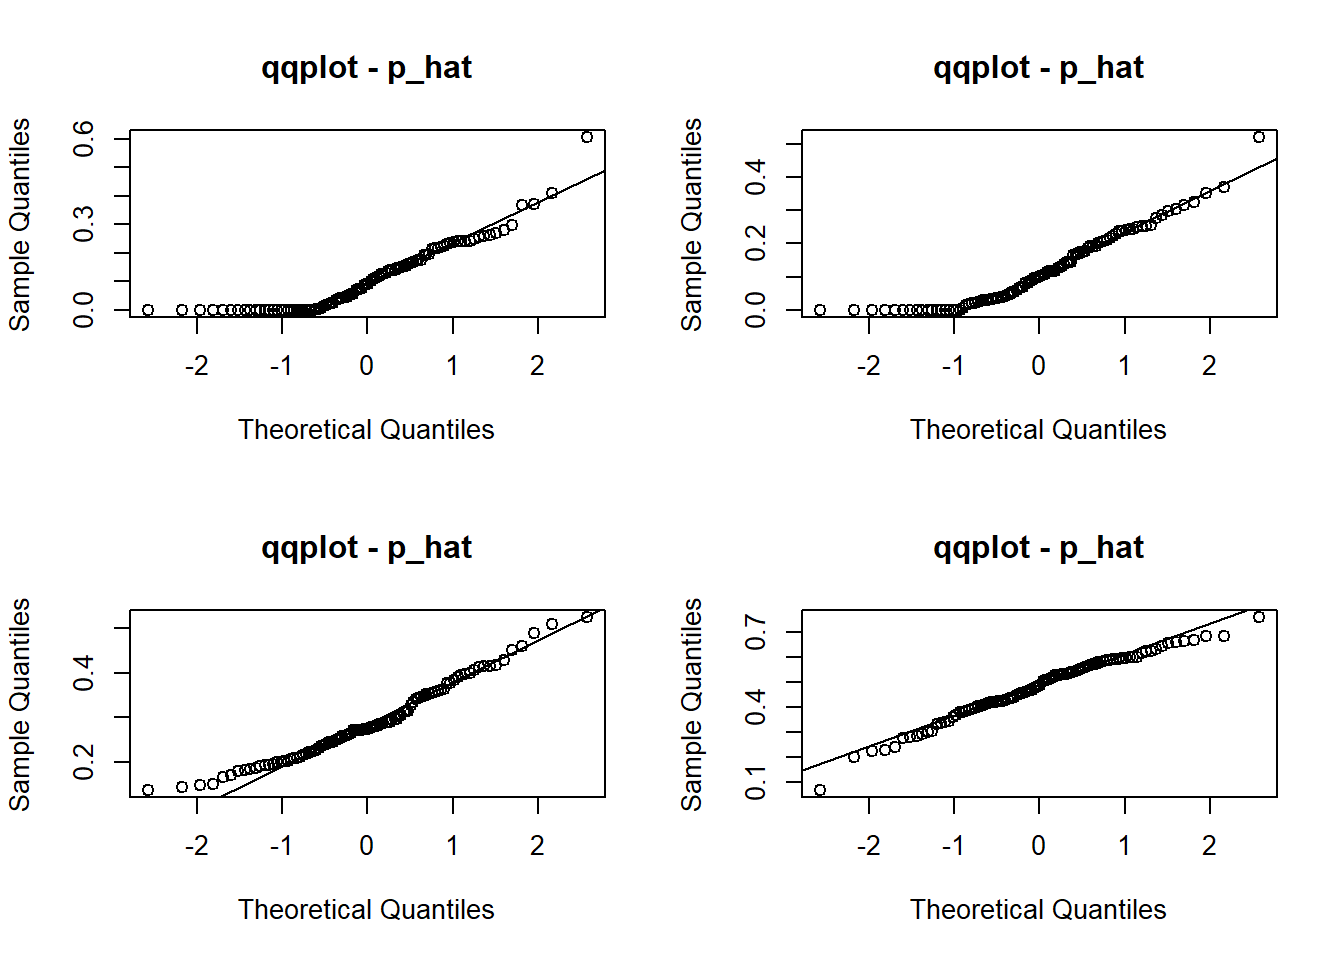 qqplot - p_hat
Sample Quantiles
0.0 0.3 0.6
-2 -1 0 1 2
Theoretical Quantiles
qqplot - p_hat
Sample Quantiles
0.0 0.2 0.4
-2 -1 0 1 2
Theoretical Quantiles
qqplot - p_hat
Sample Quantiles
0.2 0.4
-2 -1 0 1 2
Theoretical Quantiles
qqplot - p_hat
Sample Quantiles
0.1 0.4 0.7
-2 -1 0 1 2
Theoretical Quantiles